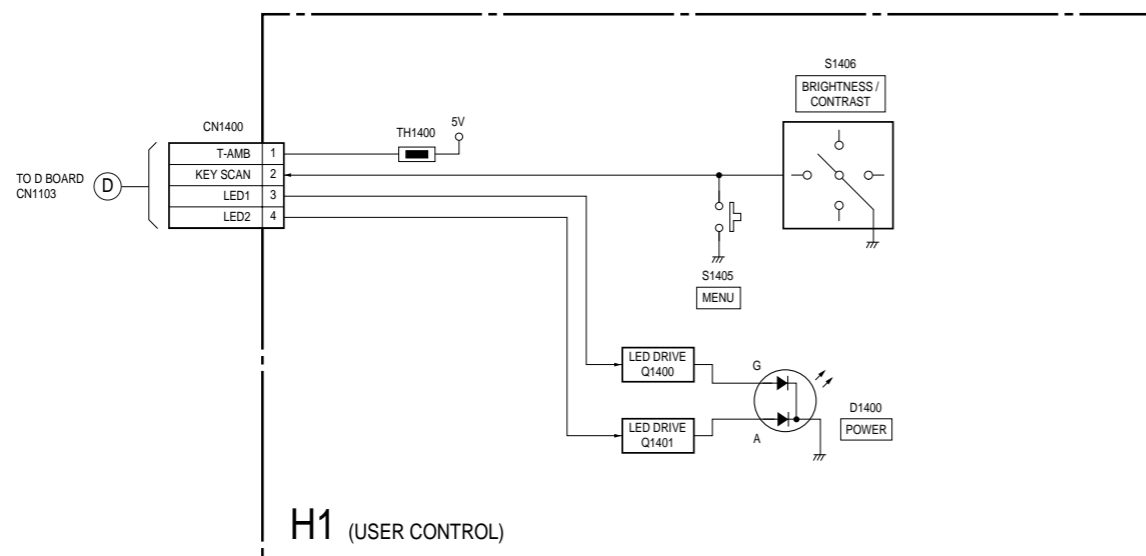 S1406
BRIGHTNESS /
CONTRAST
CN1400
TH1400
5V
T-AMB 1
KEY SCAN 2
LED1 3
LED2 4
TO D BOARD
CN1103
D
S1405
MENU
LED DRIVE
Q1400
G
LED DRIVE
Q1401
A
D1400
POWER
H1 (USER CONTROL)